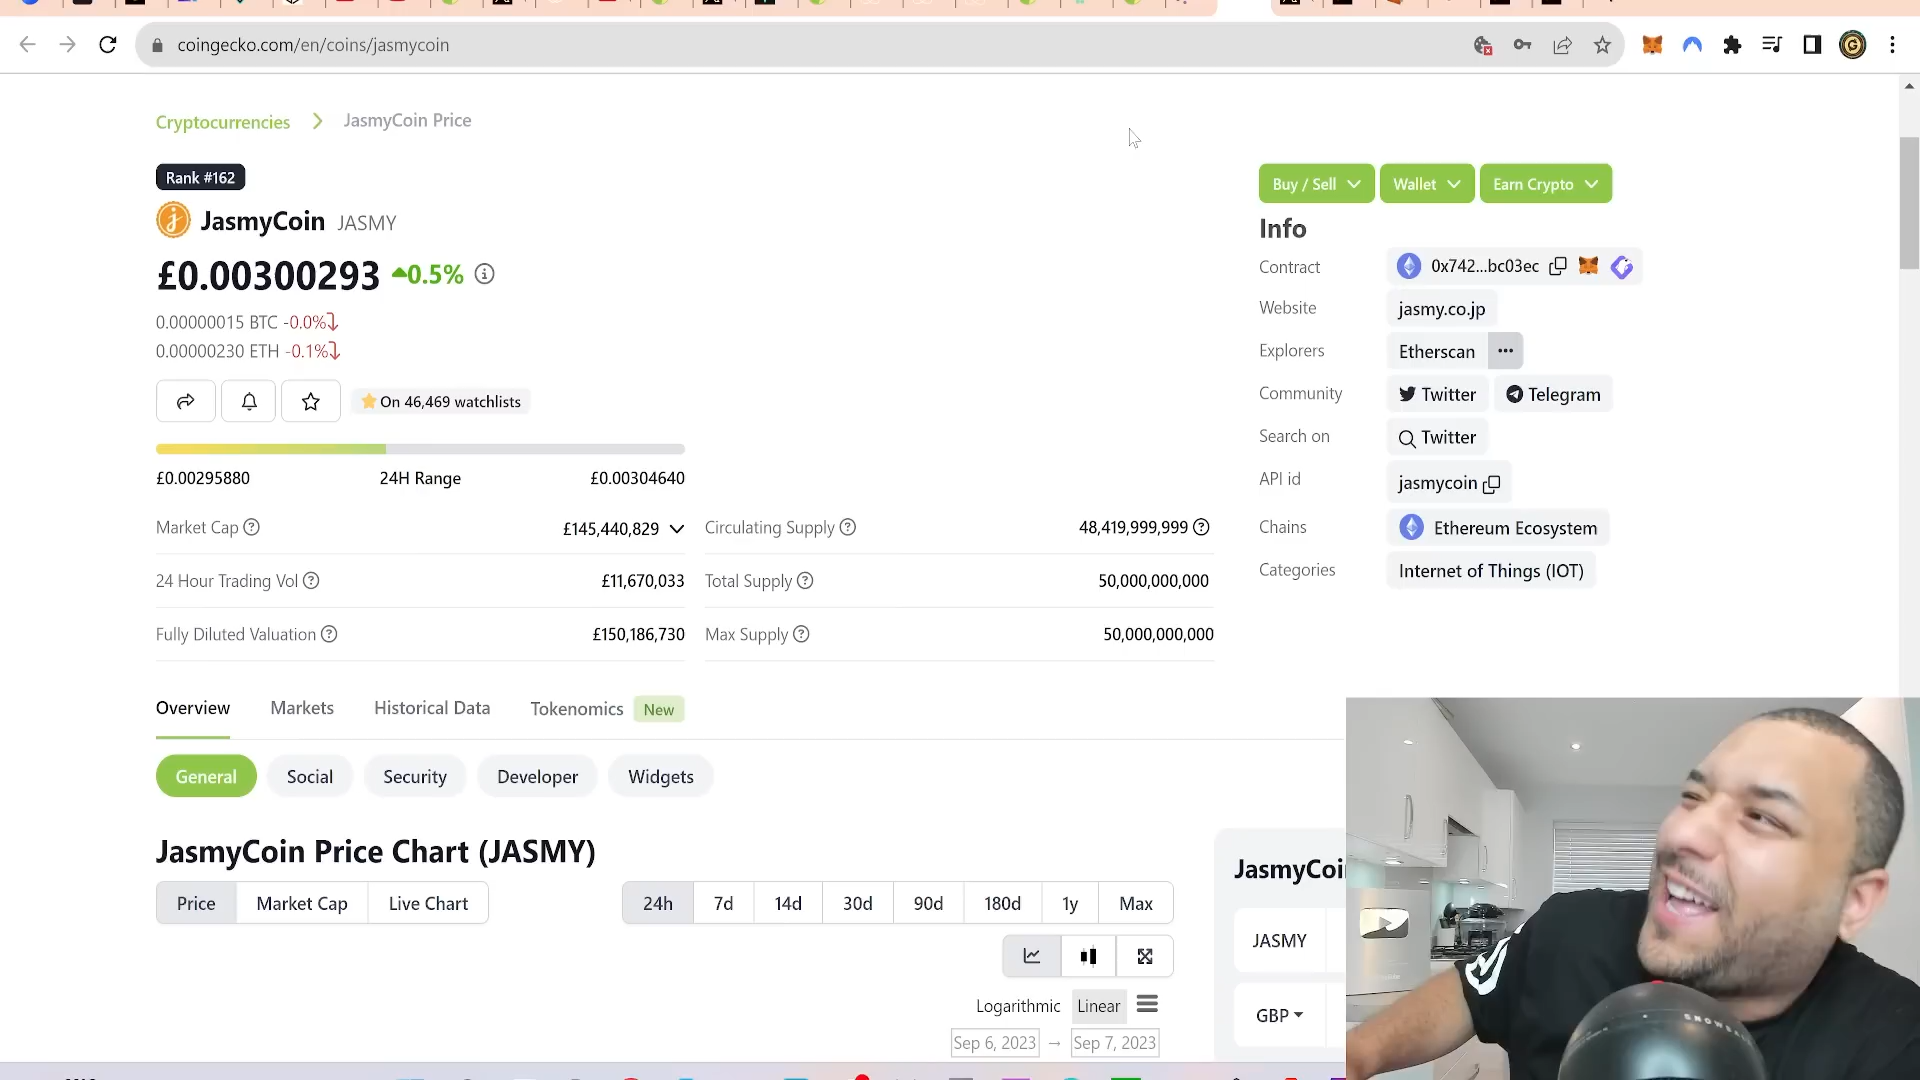 coingecko.com/en/coins/jasmycoin
Cryptocurrencies > JasmyCoin Price
Rank #162
JasmyCoin JASMY
£0.00300293 0.5%
0.00000015 BTC -0.0%
0.00000230 ETH -0.1%
On 46,469 watchlists
£0.00295880 24H Range £0.00304640
Market Cap £145,440,829
24 Hour Trading Vol £11,670,033
Fully Diluted Valuation £150,186,730
Circulating Supply 48,419,999,999
Total Supply 50,000,000,000
Max Supply 50,000,000,000
Buy / Sell Wallet Earn Crypto
Info
Contract 0x742...bc03ec
Website jasmy.co.jp
Explorers Etherscan ...
Community Twitter Telegram
Search on Twitter
API id jasmycoin
Chains Ethereum Ecosystem
Categories Internet of Things (IOT)
Overview Markets Historical Data Tokenomics New
General Social Security Developer Widgets
JasmyCoin Price Chart (JASMY)
Price Market Cap Live Chart
24h 7d 14d 30d 90d 180d 1y Max
Logarithmic Linear
Sep 6, 2023 → Sep 7, 2023
JasmyCoi
JASMY
GBP